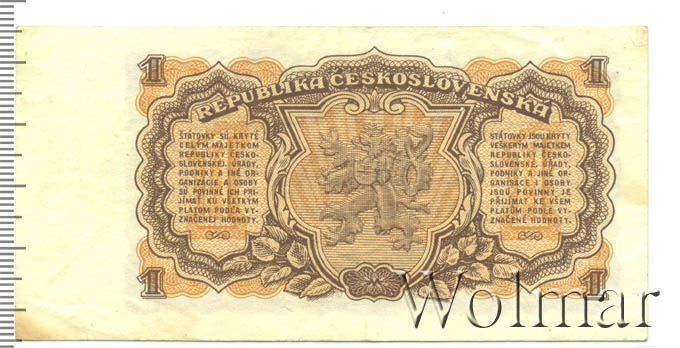 1
1
REPUBLIKA ČESKOSLOVENSKÁ
ŠTÁTOVKY SÚ KRYTÉ
CELÝM MAJETKOM
REPUBLIKY ČESKO-
SLOVENSKEJ. ÚRADY,
PODNIKY A INÉ OR-
GANIZÁCIE A OSOBY
SÚ POVINNÉ ICH PRI-
JÍMAŤ KU VŠETKÝM
PLATOM PODĽA VY-
ZNAČENEJ HODNOTY.
STÁTOVKY JSOU KRYTY
VEŠKERÝM MAJETKEM
REPUBLIKY ČESKO-
SLOVENSKÉ. ÚŘADY,
PODNIKY A JINÉ OR-
GANISACE I OSOBY
JSOU POVINNY JE
PŘIJÍMAT KE VŠEM
PLATŮM PODLE VY-
ZNAČENÉ HODNOTY.
1
1
Wolmar